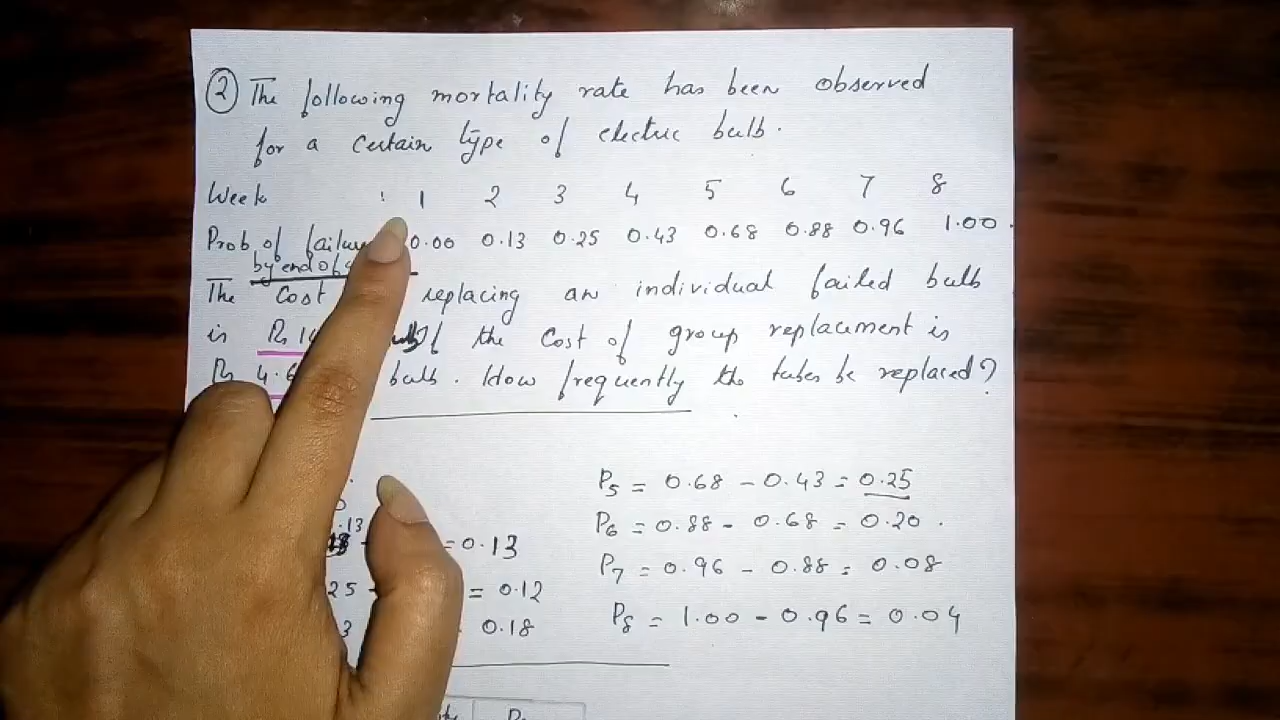 ② The following mortality rate has been observed
for a certain type of electric bulb.
Week : 1 2 3 4 5 6 7 8
Prob of 0.00 0.13 0.25 0.43 0.68 0.88 0.96 1.00.
by end of
The cost replacing an individual failed bulb
is Rs the cost of group replacement is
Rs bulb. How frequently the tubes be replaced?
P5 = 0.68 - 0.43 = 0.25
P6 = 0.88 - 0.68 = 0.20.
= 0.13
P7 = 0.96 - 0.88 = 0.08
= 0.12
P8 = 1.00 - 0.96 = 0.04
0.18